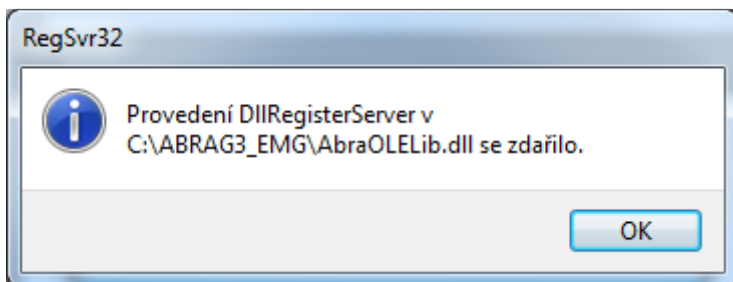 RegSvr32
Provedení DllRegisterServer v
C:\ABRAG3_EMG\AbraOLELib.dll se zdařilo.
OK